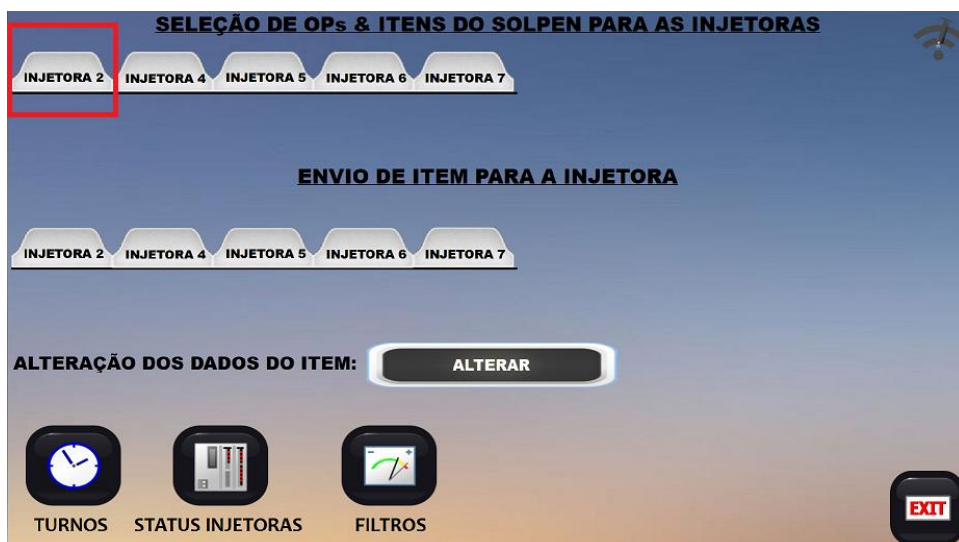 SELEÇÃO DE OPs & ITENS DO SOLPEN PARA AS INJETORAS
INJETORA 2 INJETORA 4 INJETORA 5 INJETORA 6 INJETORA 7
ENVIO DE ITEM PARA A INJETORA
INJETORA 2 INJETORA 4 INJETORA 5 INJETORA 6 INJETORA 7
ALTERAÇÃO DOS DADOS DO ITEM: ALTERAR
TURNOS STATUS INJETORAS FILTROS EXIT